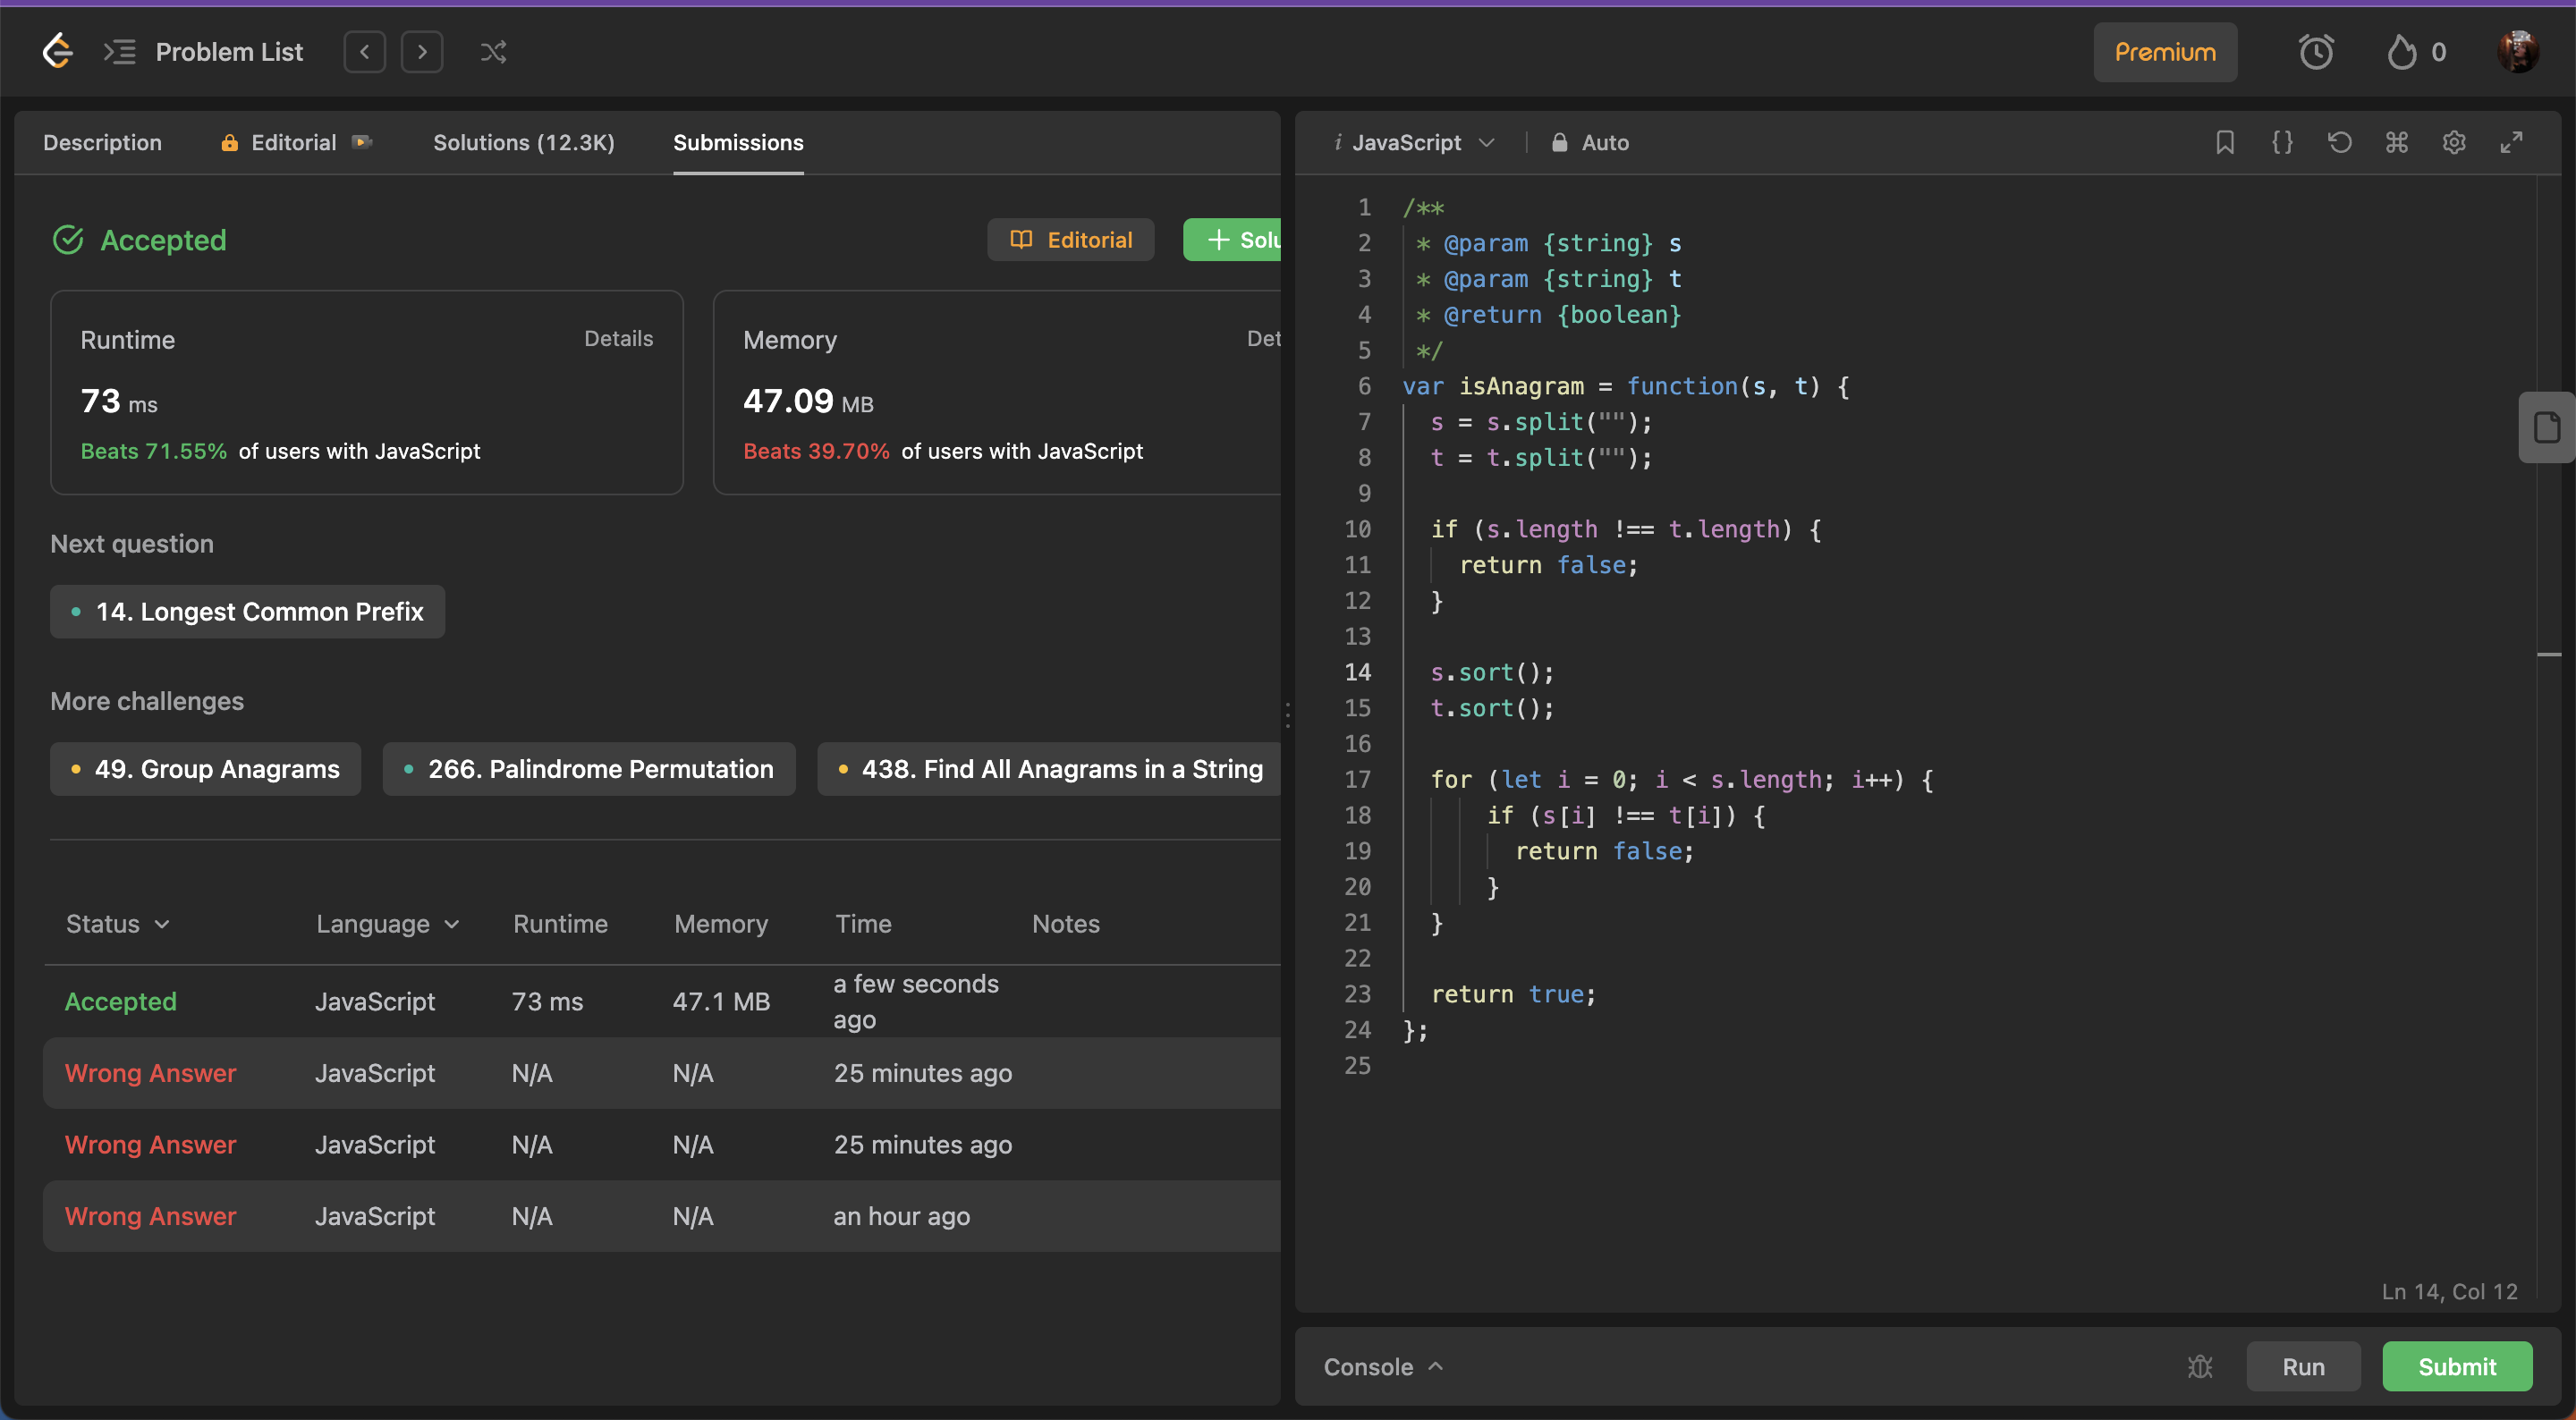 Problem List
Premium
0
Description
Editorial
Solutions (12.3K)
Submissions
Accepted
Editorial
Solu
Runtime
Details
73 ms
Beats 71.55% of users with JavaScript
Memory
Det
47.09 MB
Beats 39.70% of users with JavaScript
Next question
14. Longest Common Prefix
More challenges
49. Group Anagrams
266. Palindrome Permutation
438. Find All Anagrams in a String
Status Language Runtime Memory Time Notes
Accepted JavaScript 73 ms 47.1 MB a few seconds
ago
Wrong Answer JavaScript N/A N/A 25 minutes ago
Wrong Answer JavaScript N/A N/A 25 minutes ago
Wrong Answer JavaScript N/A N/A an hour ago
i JavaScript
Auto
1 /**
2  * @param {string} s
3  * @param {string} t
4  * @return {boolean}
5  */
6 var isAnagram = function(s, t) {
7   s = s.split("");
8   t = t.split("");
9
10   if (s.length !== t.length) {
11     return false;
12   }
13
14   s.sort();
15   t.sort();
16
17   for (let i = 0; i < s.length; i++) {
18       if (s[i] !== t[i]) {
19         return false;
20       }
21   }
22
23   return true;
24 };
25
Ln 14, Col 12
Console
Run
Submit